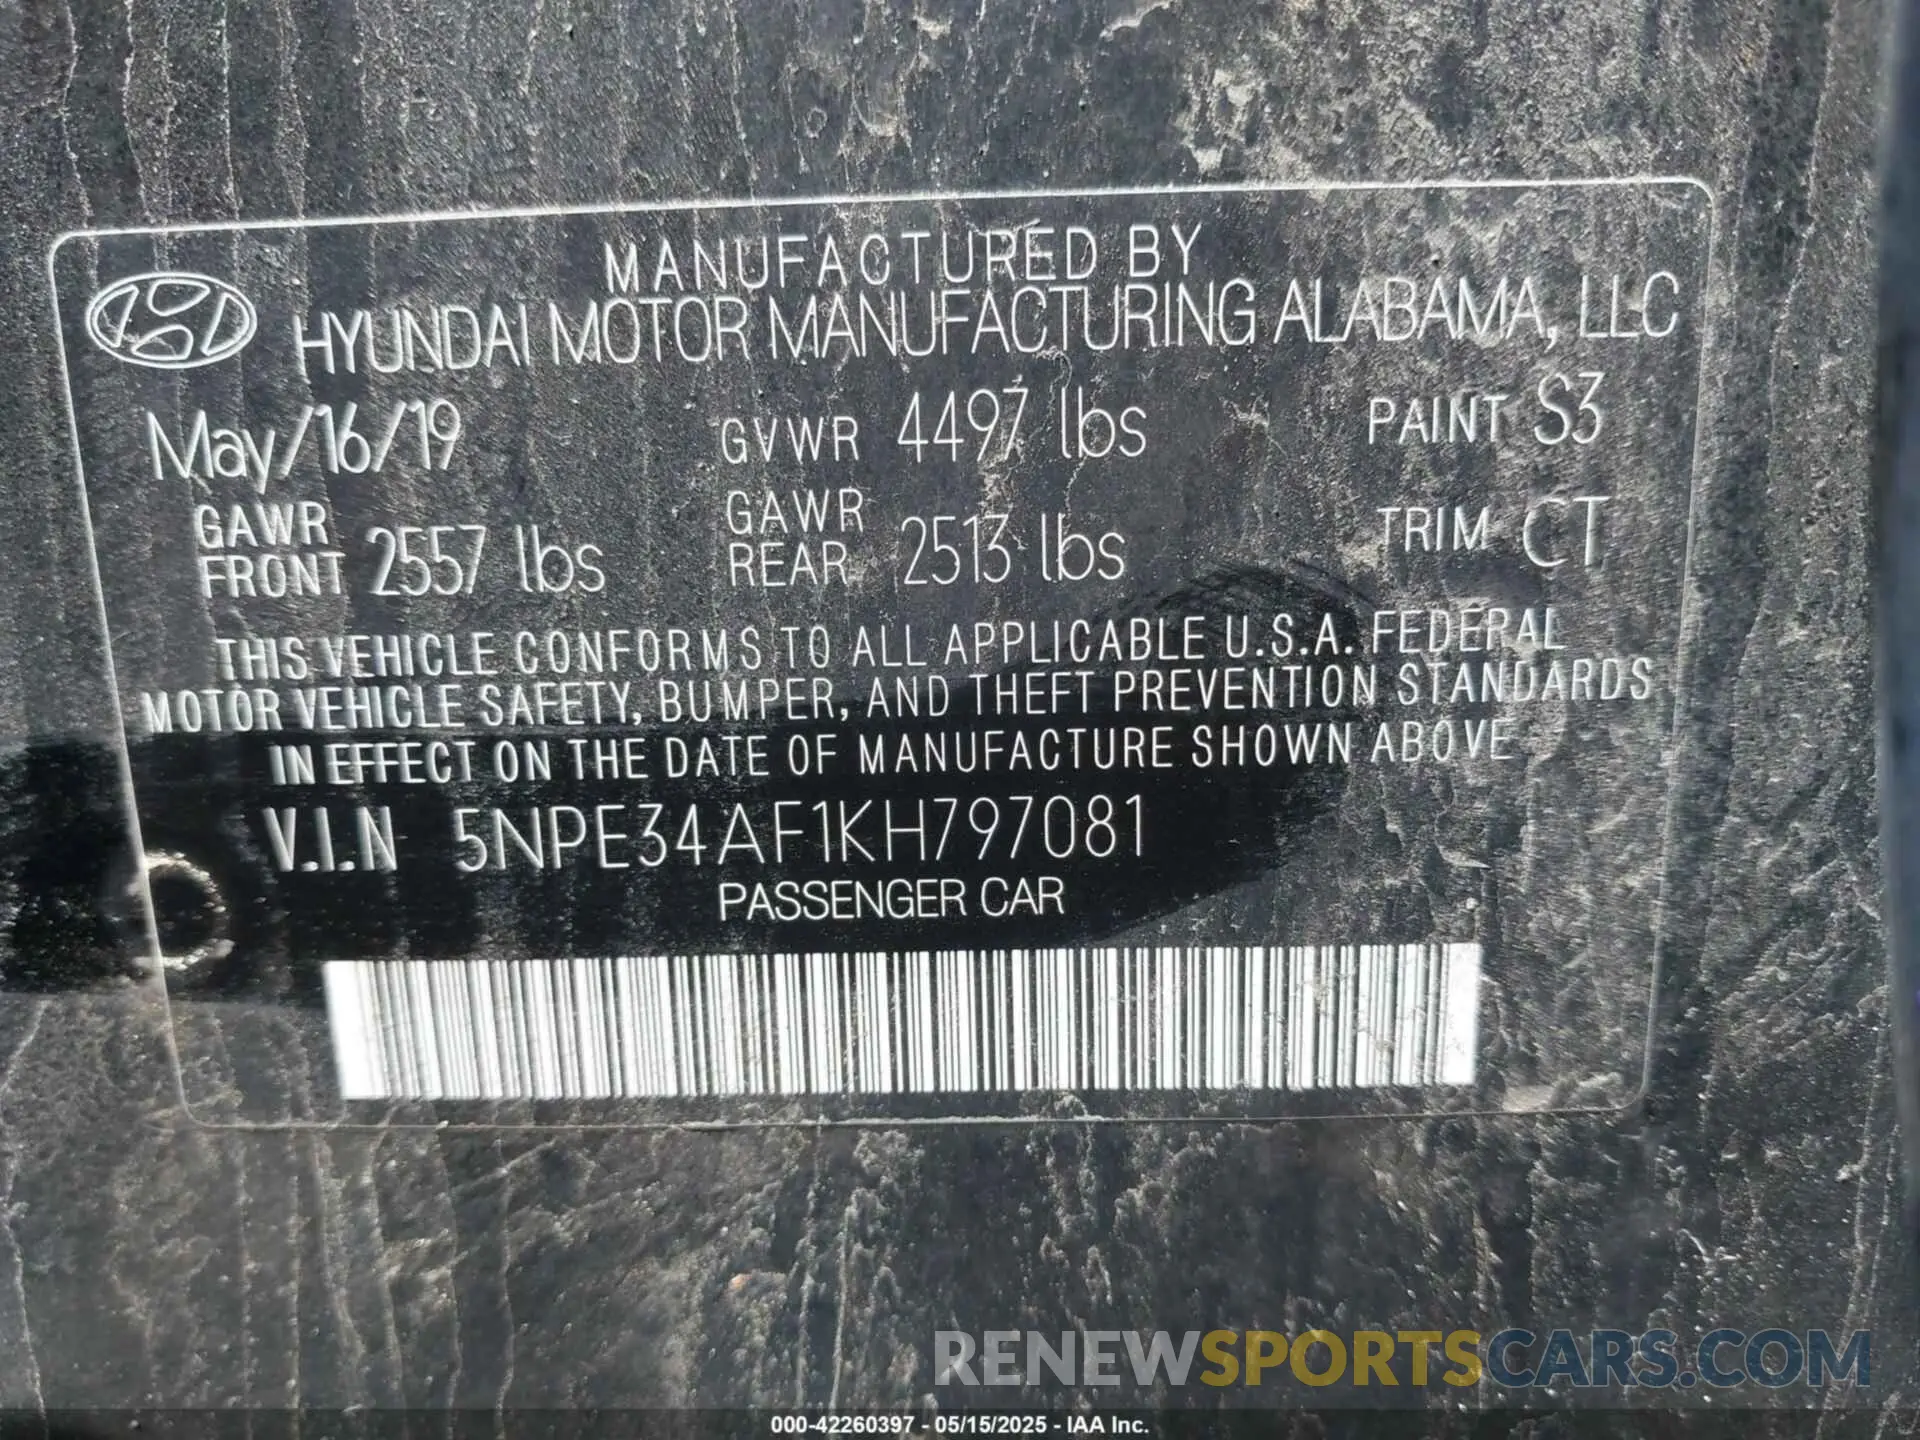 MANUFACTURED BY
HYUNDAI MOTOR MANUFACTURING ALABAMA, LLC
May/16/19 GVWR 4497 lbs PAINT S3
GAWR FRONT 2557 lbs GAWR REAR 2513 lbs TRIM CT
THIS VEHICLE CONFORMS TO ALL APPLICABLE U.S.A. FEDERAL
MOTOR VEHICLE SAFETY, BUMPER, AND THEFT PREVENTION STANDARDS
IN EFFECT ON THE DATE OF MANUFACTURE SHOWN ABOVE
V.I.N 5NPE34AF1KH797081
PASSENGER CAR
RENEWSPORTSCARS.COM
000-42260397 - 05/15/2025 - IAA Inc.